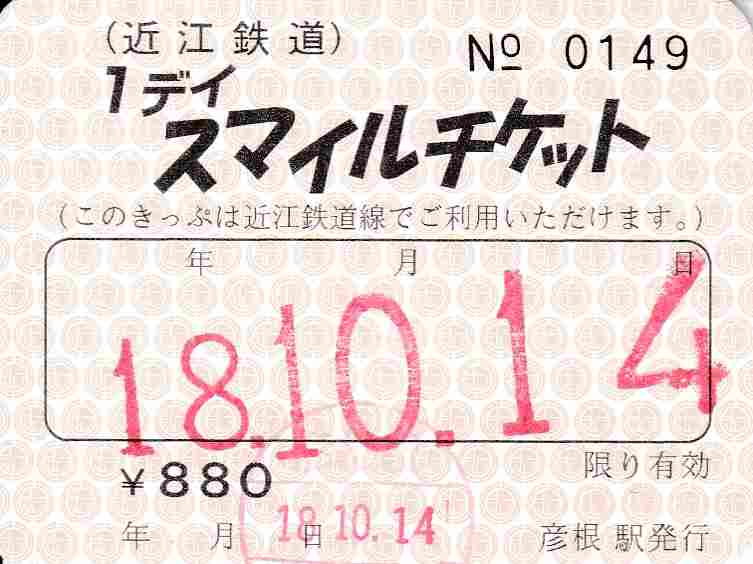 (近江鉄道) № 0149
1デイ
スマイルチケット
(このきっぷは近江鉄道線でご利用いただけます。)
年 月 日
18.10.14
限り有効
¥880
18.10.14
年 月 日 彦根 駅発行